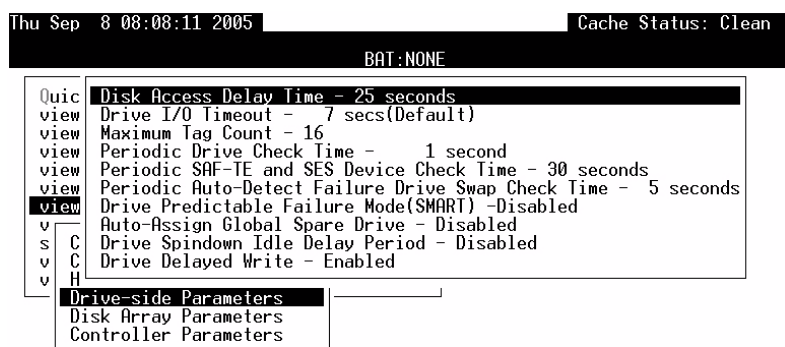 Thu Sep 8 08:08:11 2005 Cache Status: Clean
BAT:NONE
Quic Disk Access Delay Time - 25 seconds
view Drive I/O Timeout - 7 secs(Default)
view Maximum Tag Count - 16
view Periodic Drive Check Time - 1 second
view Periodic SAF-TE and SES Device Check Time - 30 seconds
view Periodic Auto-Detect Failure Drive Swap Check Time - 5 seconds
view Drive Predictable Failure Mode(SMART) -Disabled
v Auto-Assign Global Spare Drive - Disabled
s C Drive Spindown Idle Delay Period - Disabled
v C Drive Delayed Write - Enabled
v H
Drive-side Parameters
Disk Array Parameters
Controller Parameters